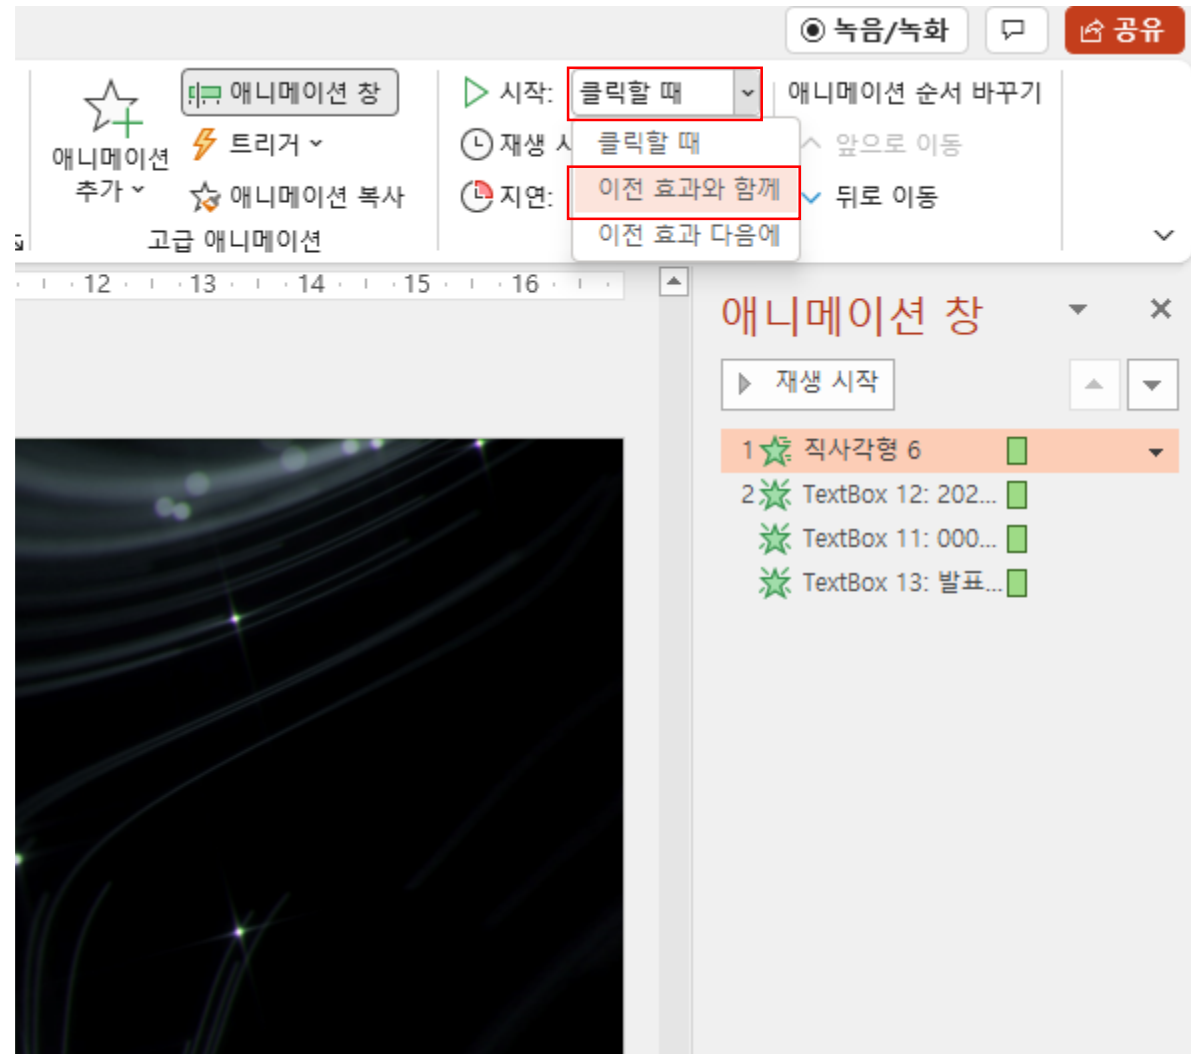 녹음/녹화
공유
애니메이션 추가
애니메이션 창
트리거
애니메이션 복사
고급 애니메이션
시작: 클릭할 때
재생 시
지연:
클릭할 때
이전 효과와 함께
이전 효과 다음에
애니메이션 순서 바꾸기
앞으로 이동
뒤로 이동
12 13 14 15 16
애니메이션 창
재생 시작
1 직사각형 6
2 TextBox 12: 202...
TextBox 11: 000...
TextBox 13: 발표...